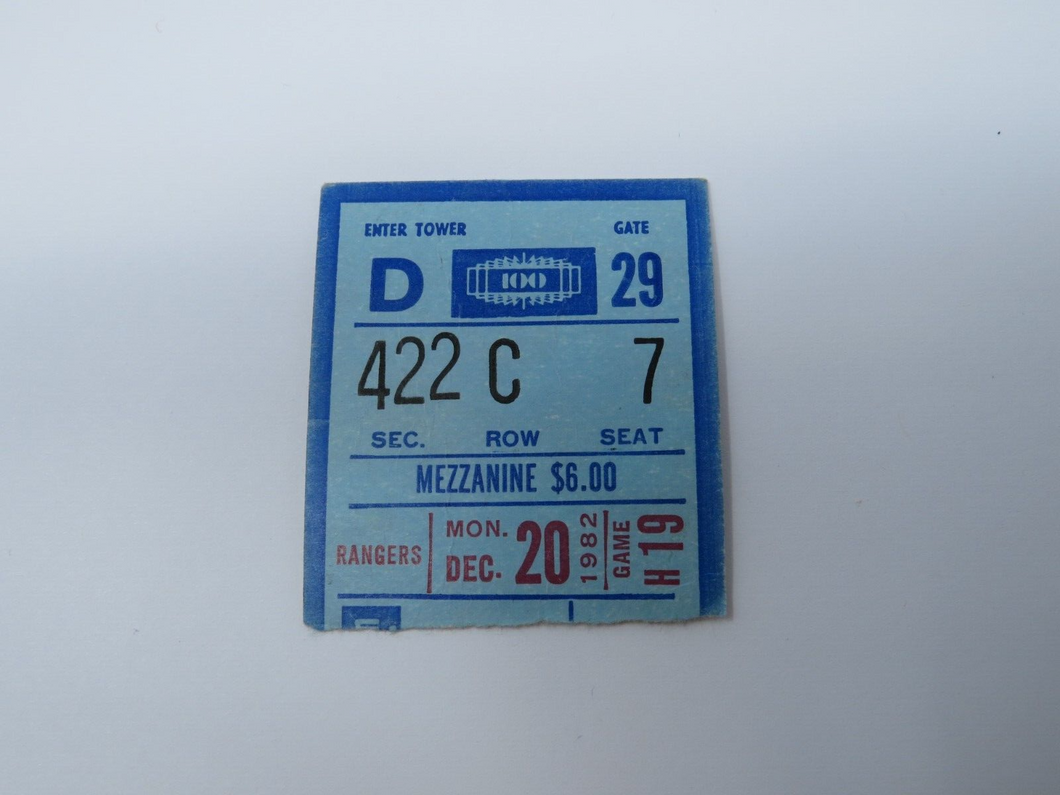 ENTER TOWER GATE
D 100 29
422 C 7
SEC. ROW SEAT
MEZZANINE $6.00
RANGERS MON. DEC. 20 1982 GAME H 19